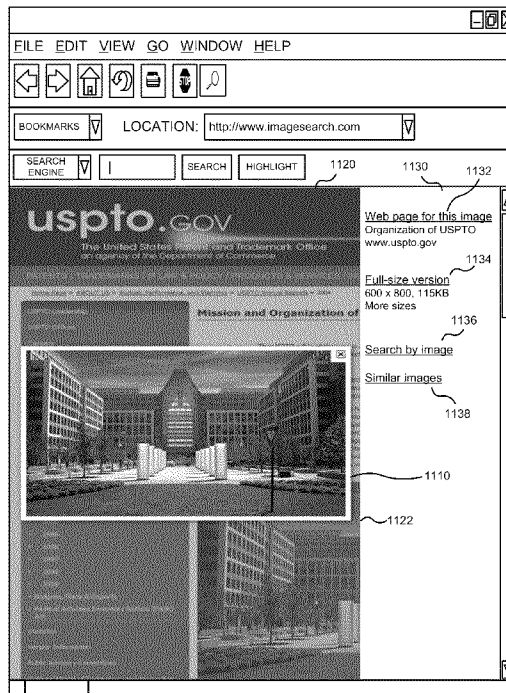 FILE EDIT VIEW GO WINDOW HELP
STOP
BOOKMARKS LOCATION: http://www.imagesearch.com
SEARCH ENGINE SEARCH HIGHLIGHT
1120
1130
1132
uspto.GOV
The United States Patent and Trademark Office
an agency of the Department of Commerce
Mission and Organization of
Web page for this image
Organization of USPTO
www.uspto.gov
1134
Full-size version
600 x 800, 115KB
More sizes
1136
Search by image
Similar images
1138
1110
1122